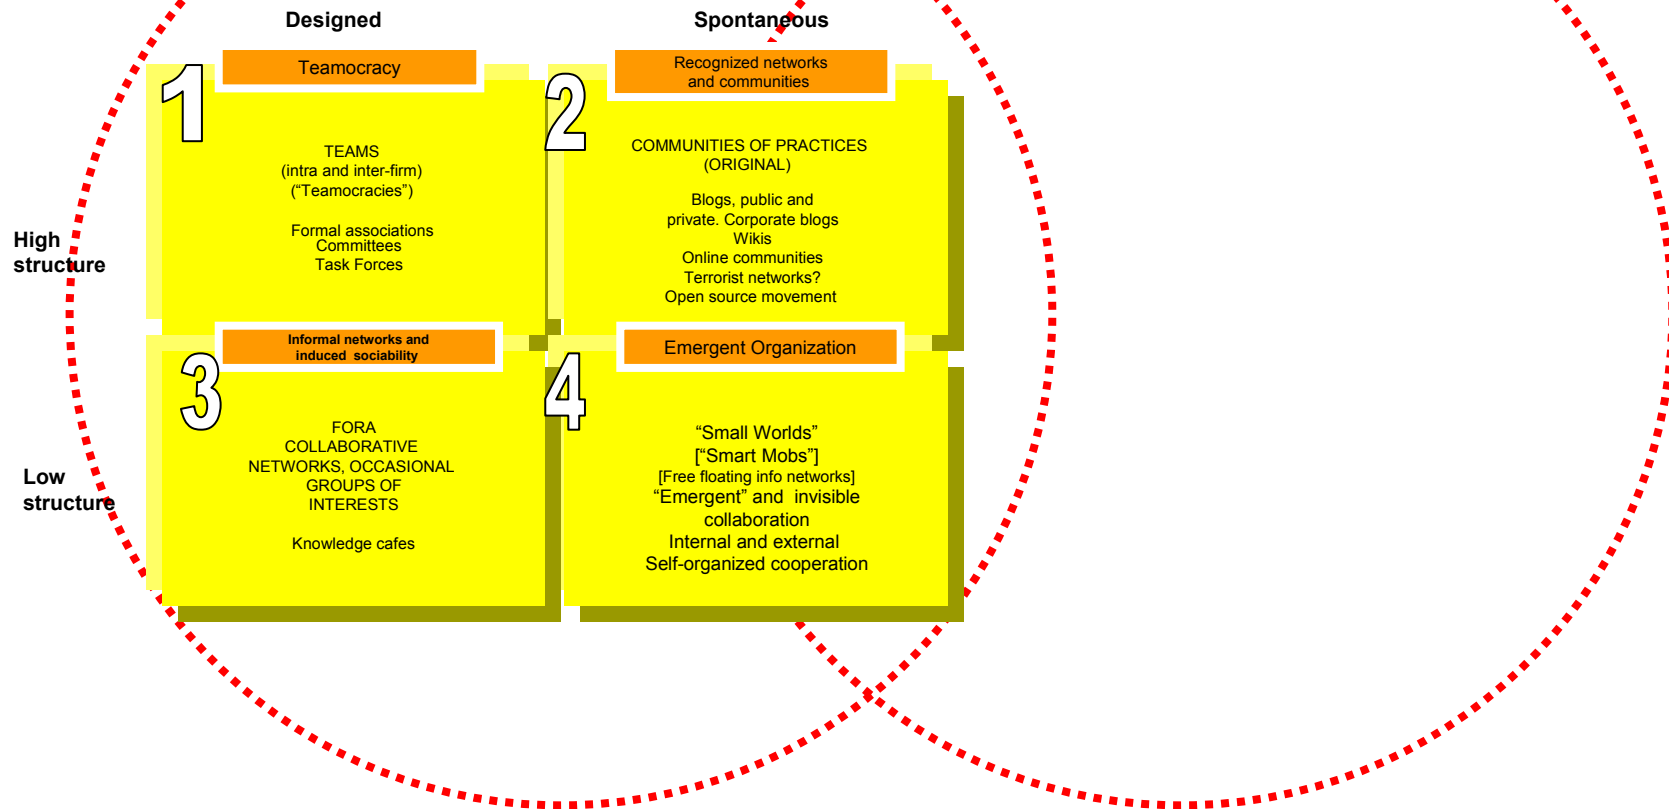 Designed
Spontaneous
High
structure
Low
structure
1
Teamocracy
TEAMS
(intra and inter-firm)
(“Teamocracies”)
Formal associations
Committees
Task Forces
2
Recognized networks
and communities
COMMUNITIES OF PRACTICES
(ORIGINAL)
Blogs, public and
private. Corporate blogs
Wikis
Online communities
Terrorist networks?
Open source movement
3
Informal networks and
induced sociability
FORA
COLLABORATIVE
NETWORKS, OCCASIONAL
GROUPS OF
INTERESTS
Knowledge cafes
4
Emergent Organization
“Small Worlds”
[“Smart Mobs”]
[Free floating info networks]
“Emergent” and invisible
collaboration
Internal and external
Self-organized cooperation